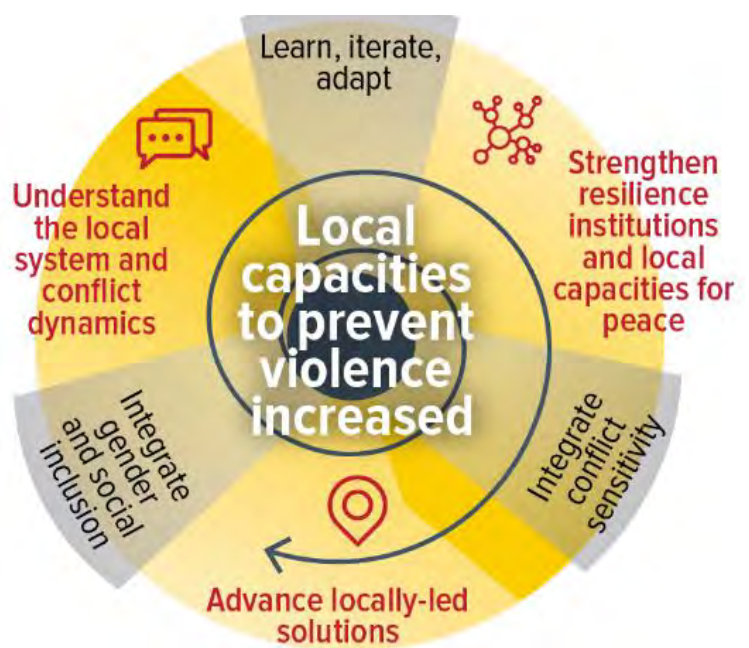 Learn, iterate,
adapt
Strengthen
resilience
institutions
and local
capacities for
peace
Understand
the local
system and
conflict
dynamics
Local
capacities
to prevent
violence
increased
Integrate
gender
and social
inclusion
Integrate
conflict
sensitivity
Advance locally-led
solutions